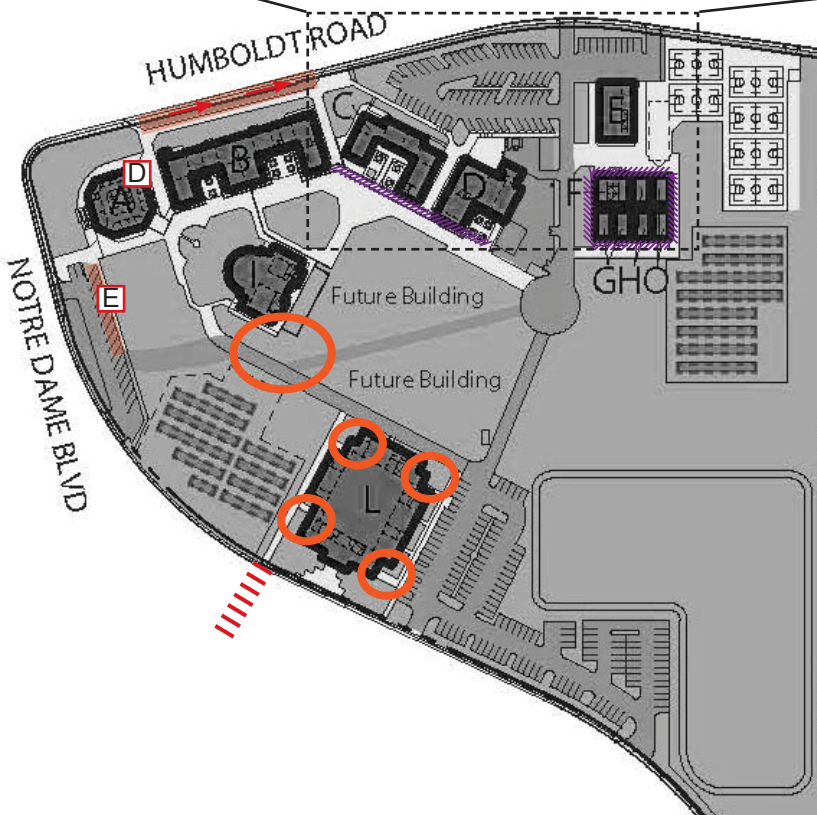 HUMBOLDT ROAD
C
E
B
D
D
A
F
GHO
I
NOTRE DAME BLVD
E
Future Building
Future Building
L